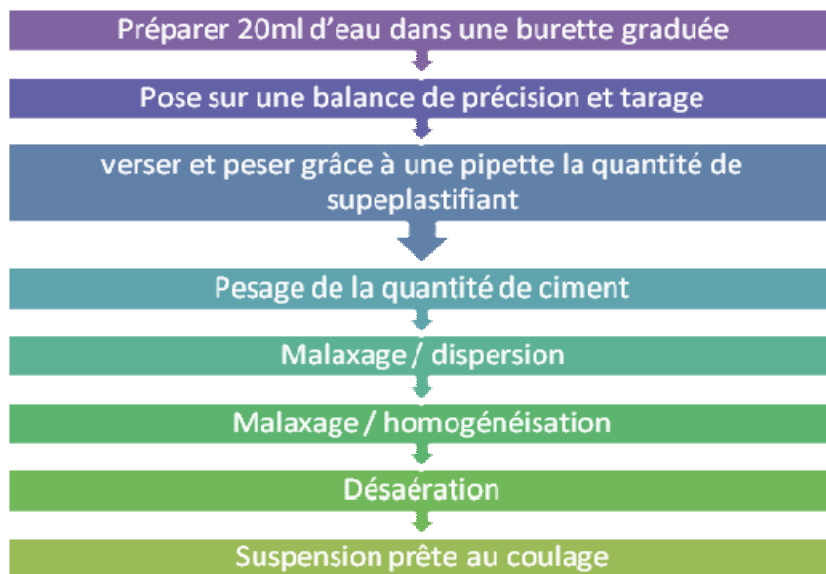 Préparer 20ml d'eau dans une burette graduée
Pose sur une balance de précision et tarage
verser et peser grâce à une pipette la quantité de
supeplastifiant
Pesage de la quantité de ciment
Malaxage / dispersion
Malaxage / homogénéisation
Désaération
Suspension prête au coulage